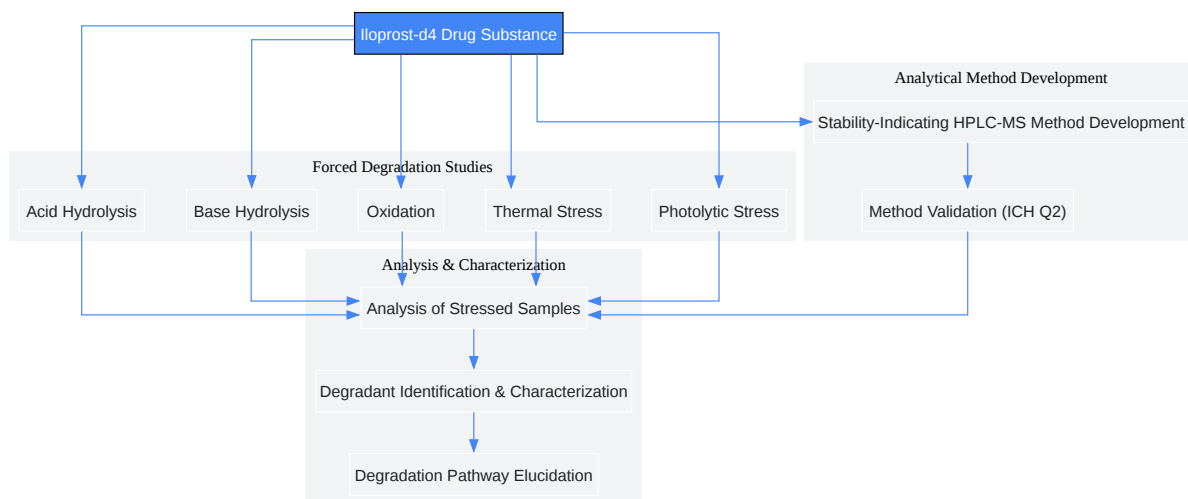 Iloprost-d4 Drug Substance
Analytical Method Development
Stability-Indicating HPLC-MS Method Development
Forced Degradation Studies
Acid Hydrolysis
Base Hydrolysis
Oxidation
Thermal Stress
Photolytic Stress
Method Validation (ICH Q2)
Analysis & Characterization
Analysis of Stressed Samples
Degradant Identification & Characterization
Degradation Pathway Elucidation